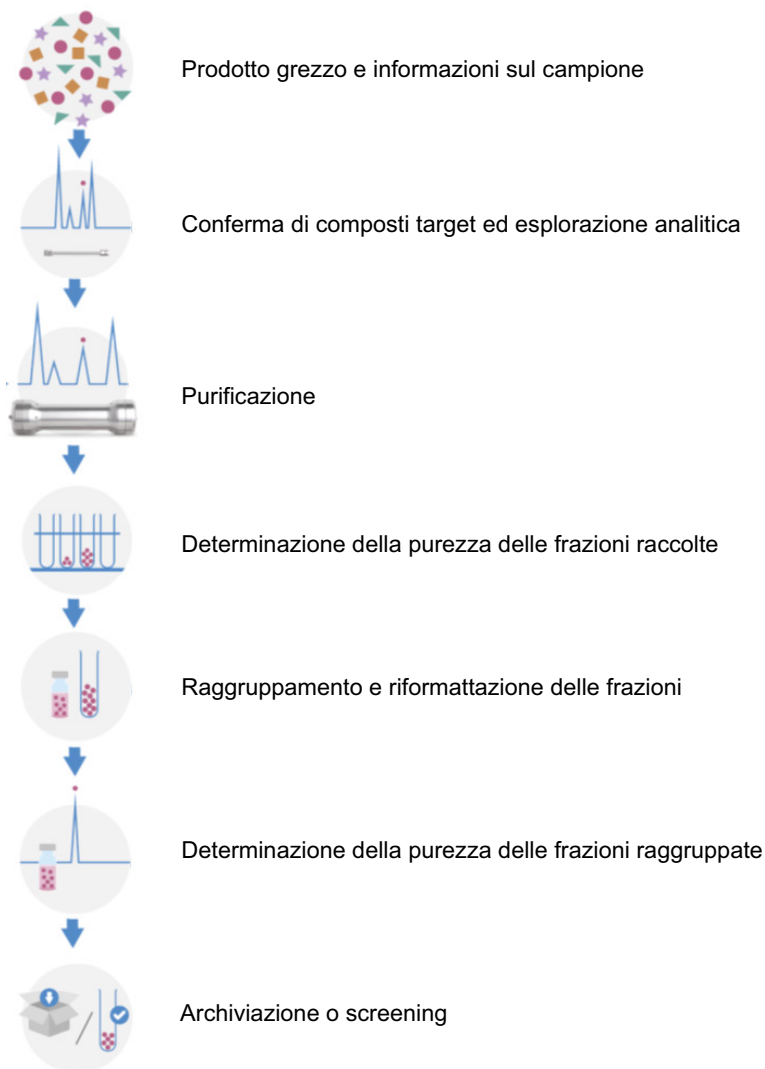 Prodotto grezzo e informazioni sul campione
Conferma di composti target ed esplorazione analitica
Purificazione
Determinazione della purezza delle frazioni raccolte
Raggruppamento e riformattazione delle frazioni
Determinazione della purezza delle frazioni raggruppate
Archiviazione o screening